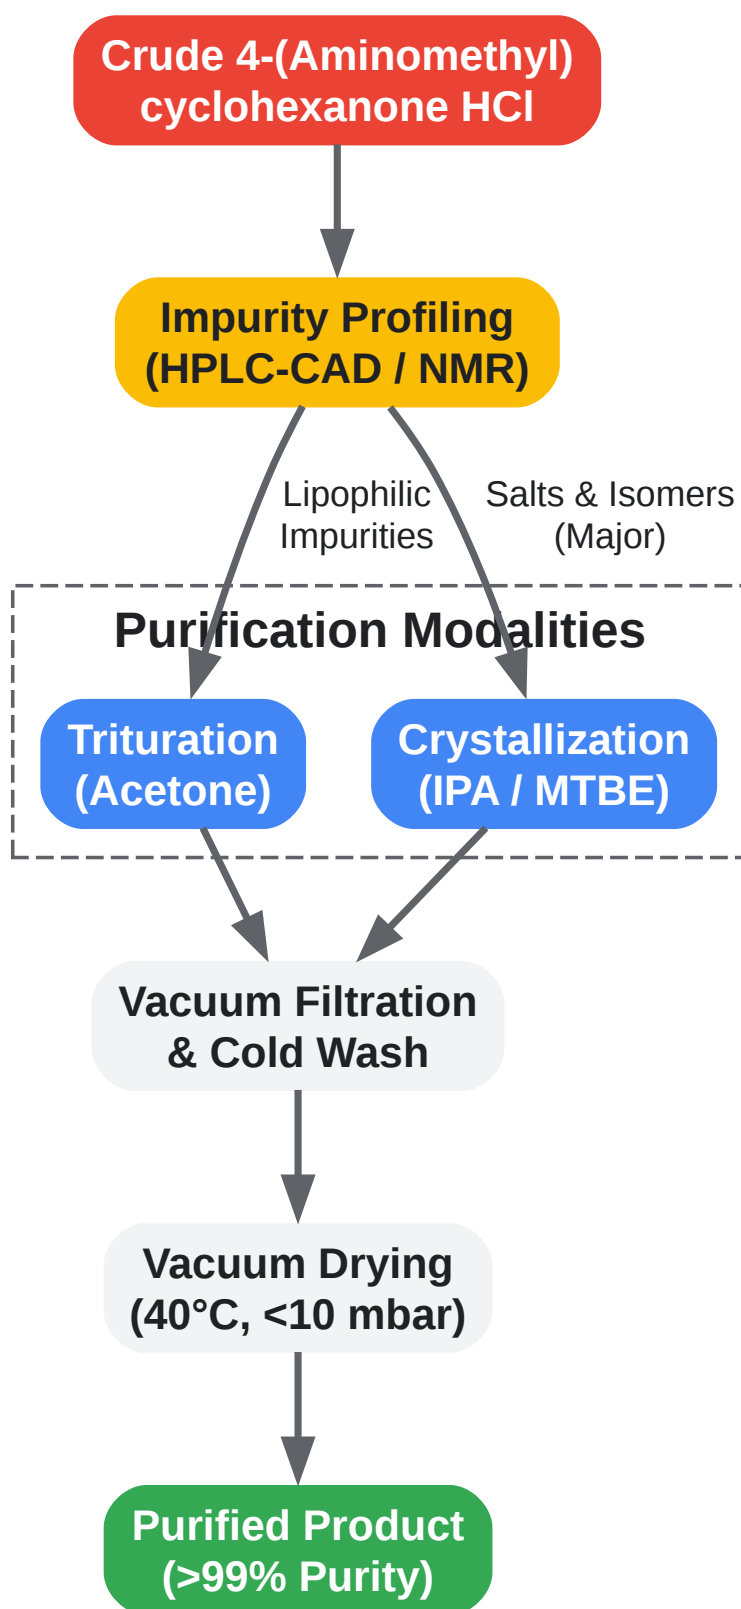 Crude 4-(Aminomethyl)
cyclohexanone HCl
Impurity Profiling
(HPLC-CAD / NMR)
Lipophilic
Impurities
Salts & Isomers
(Major)
Purification Modalities
Trituration
(Acetone)
Crystallization
(IPA / MTBE)
Vacuum Filtration
& Cold Wash
Vacuum Drying
(40°C, <10 mbar)
Purified Product
(>99% Purity)